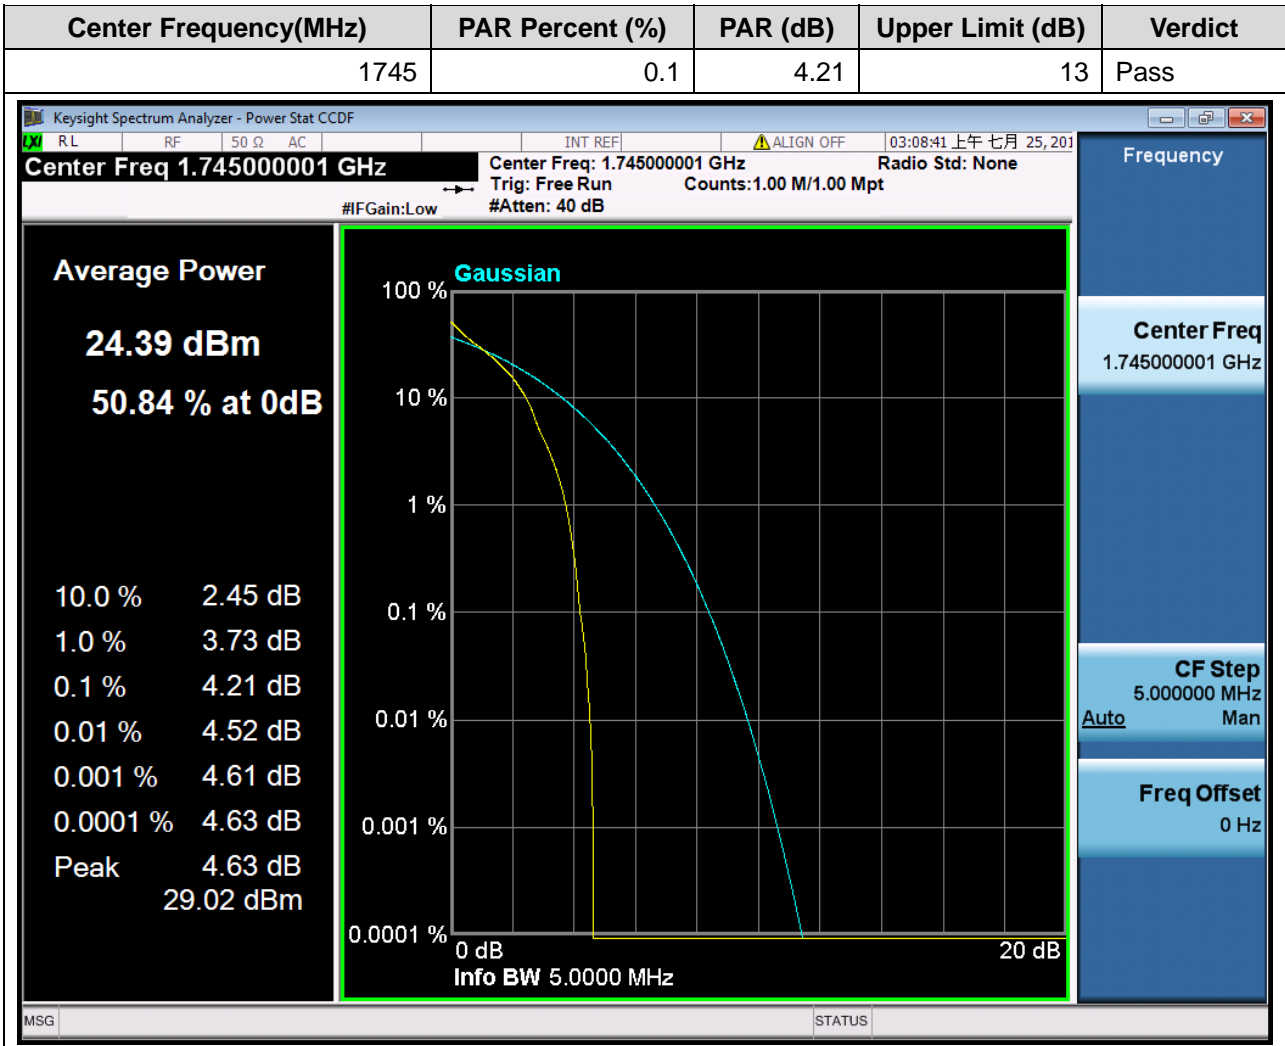 Center Frequency(MHz) PAR Percent (%) PAR (dB) Upper Limit (dB) Verdict
1745 0.1 4.21 13 Pass
Keysight Spectrum Analyzer - Power Stat CCDF
LXI RL RF 50 Ω AC INT REF ALIGN OFF 03:08:41 上午 七月 25, 201
Center Freq 1.745000001 GHz
Center Freq: 1.745000001 GHz Radio Std: None
Trig: Free Run Counts:1.00 M/1.00 Mpt
#IFGain:Low #Atten: 40 dB
Average Power
24.39 dBm
50.84 % at 0dB
10.0 % 2.45 dB
1.0 % 3.73 dB
0.1 % 4.21 dB
0.01 % 4.52 dB
0.001 % 4.61 dB
0.0001 % 4.63 dB
Peak 4.63 dB
29.02 dBm
Gaussian
100 %
10 %
1 %
0.1 %
0.01 %
0.001 %
0.0001 %
0 dB 20 dB
Info BW 5.0000 MHz
Frequency
Center Freq
1.745000001 GHz
CF Step
5.000000 MHz
Auto Man
Freq Offset
0 Hz
MSG STATUS